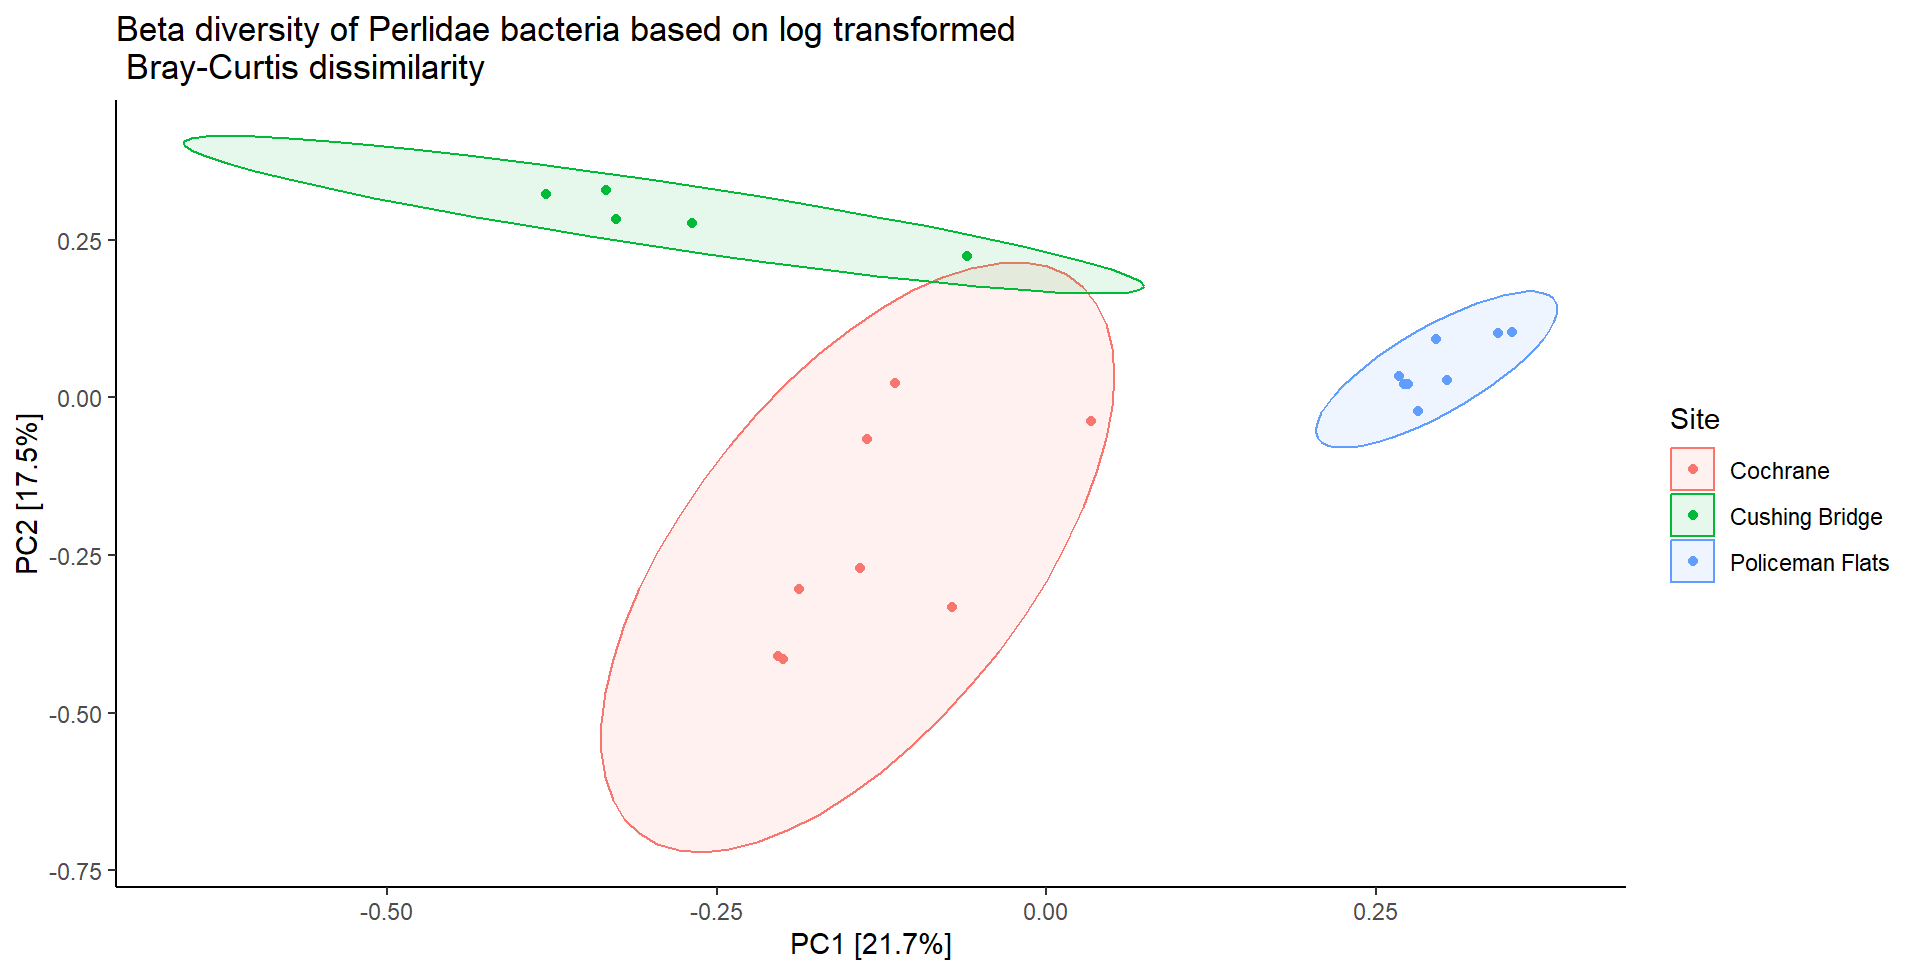 Beta diversity of Perlidae bacteria based on log transformed
Bray-Curtis dissimilarity
PC2 [17.5%]
0.25
0.00
-0.25
-0.50
-0.75
-0.50
-0.25
0.00
0.25
PC1 [21.7%]
Site
Cochrane
Cushing Bridge
Policeman Flats